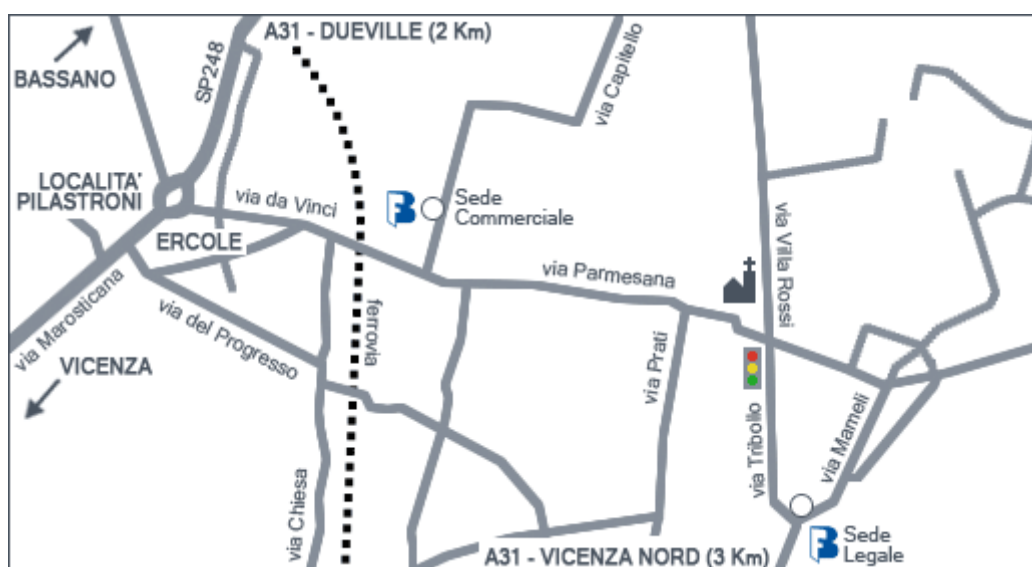 A31 - DUEVILLE (2 Km)
BASSANO
SP248
via Capitello
LOCALITA'
PILASTRONI
via da Vinci
Sede
Commerciale
ERCOLE
via Villa Rossi
via Parmesana
via Marosticana
via del Progresso
ferrovia
via Prati
VICENZA
via Tribollo
via Mameli
via Chiesa
A31 - VICENZA NORD (3 Km)
Sede
Legale